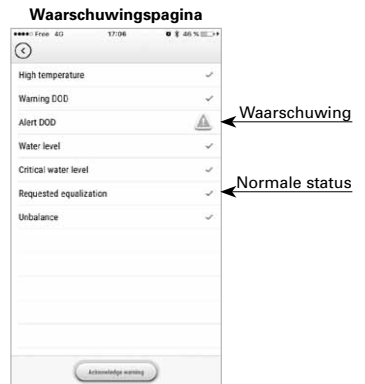 Waarschuwingspagina
Free 4G 17:06 46 %
High temperature
Warning DOD
Alert DOD
Waarschuwing
Water level
Critical water level
Requested equalization
Normale status
Unbalance
Acknowledge warning